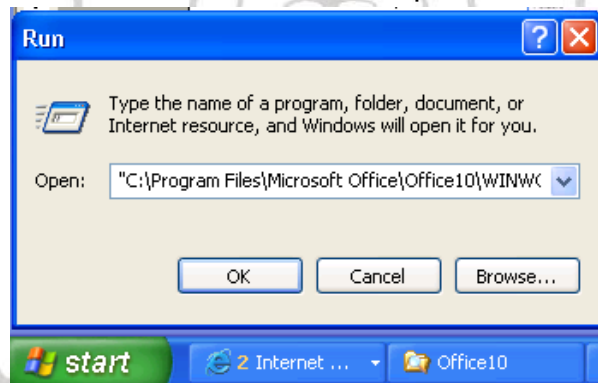 Run
Type the name of a program, folder, document, or
Internet resource, and Windows will open it for you.
Open: "C:\Program Files\Microsoft Office\Office10\WINW
OK Cancel Browse...
start 2 Internet ... Office10